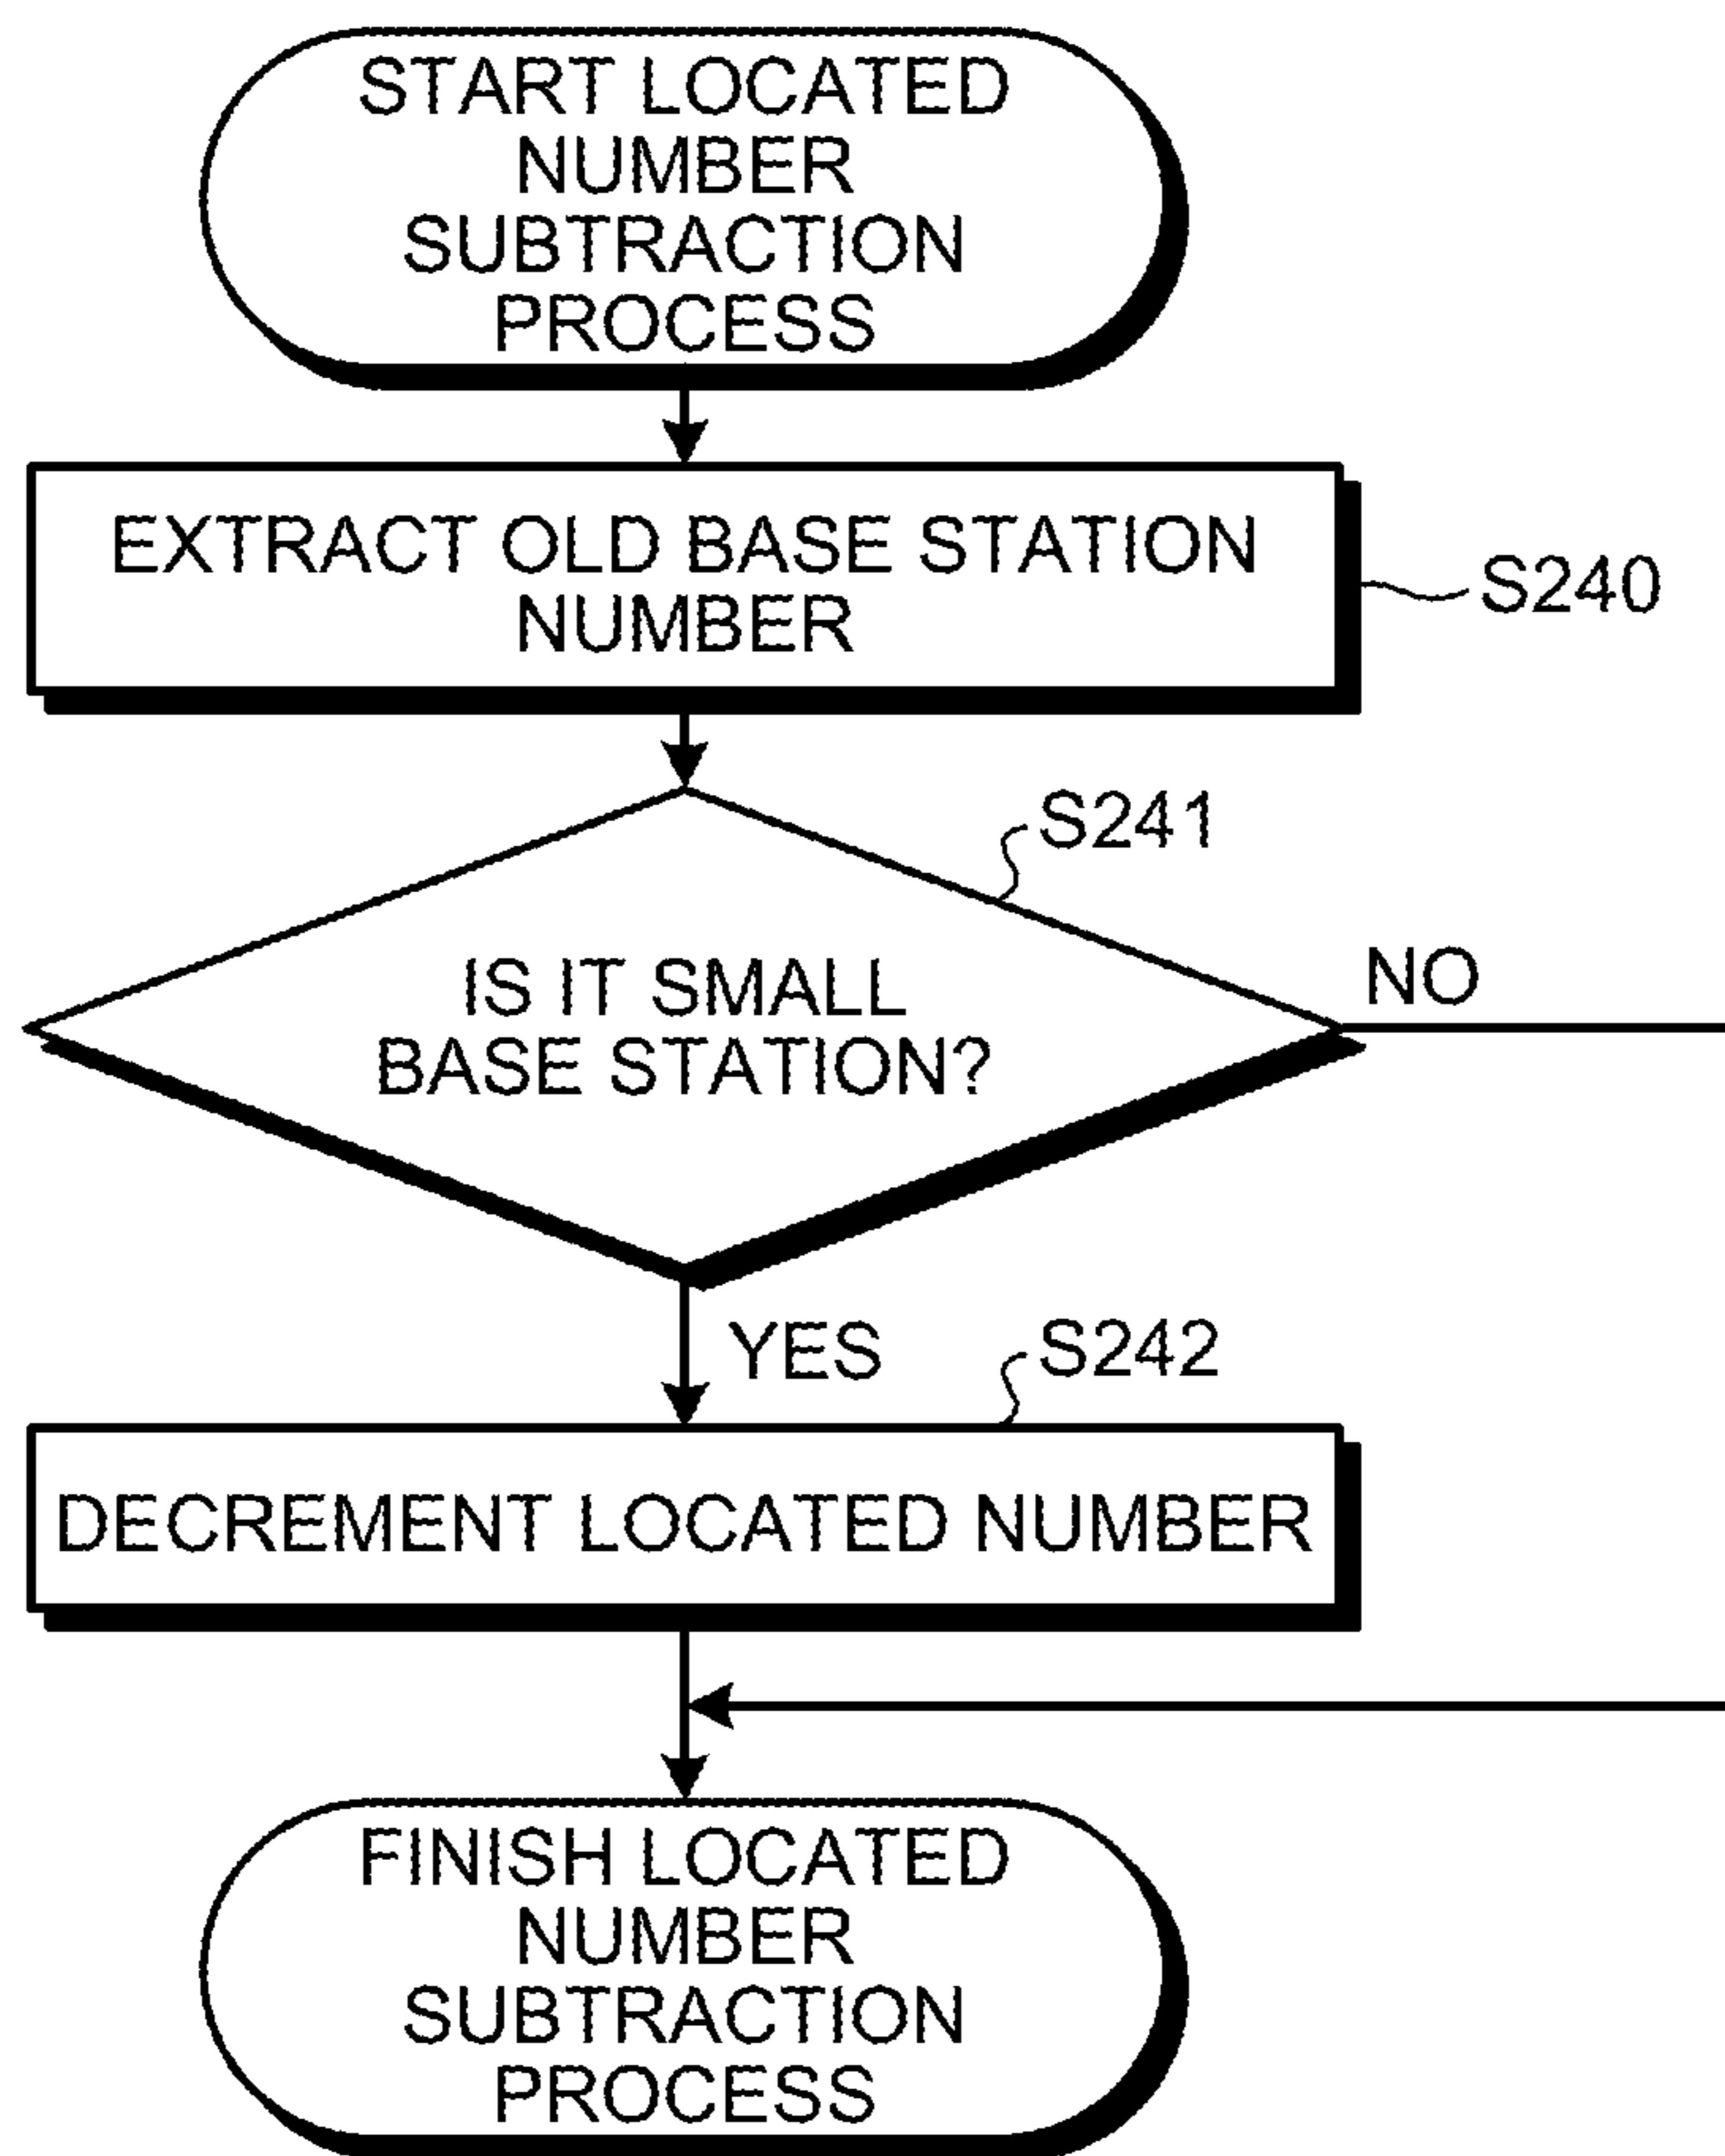 START LOCATED
NUMBER
SUBTRACTION
PROCESS
EXTRACT OLD BASE STATION
NUMBER
S240
S241
IS IT SMALL
BASE STATION?
NO
YES
S242
DECREMENT LOCATED NUMBER
FINISH LOCATED
NUMBER
SUBTRACTION
PROCESS